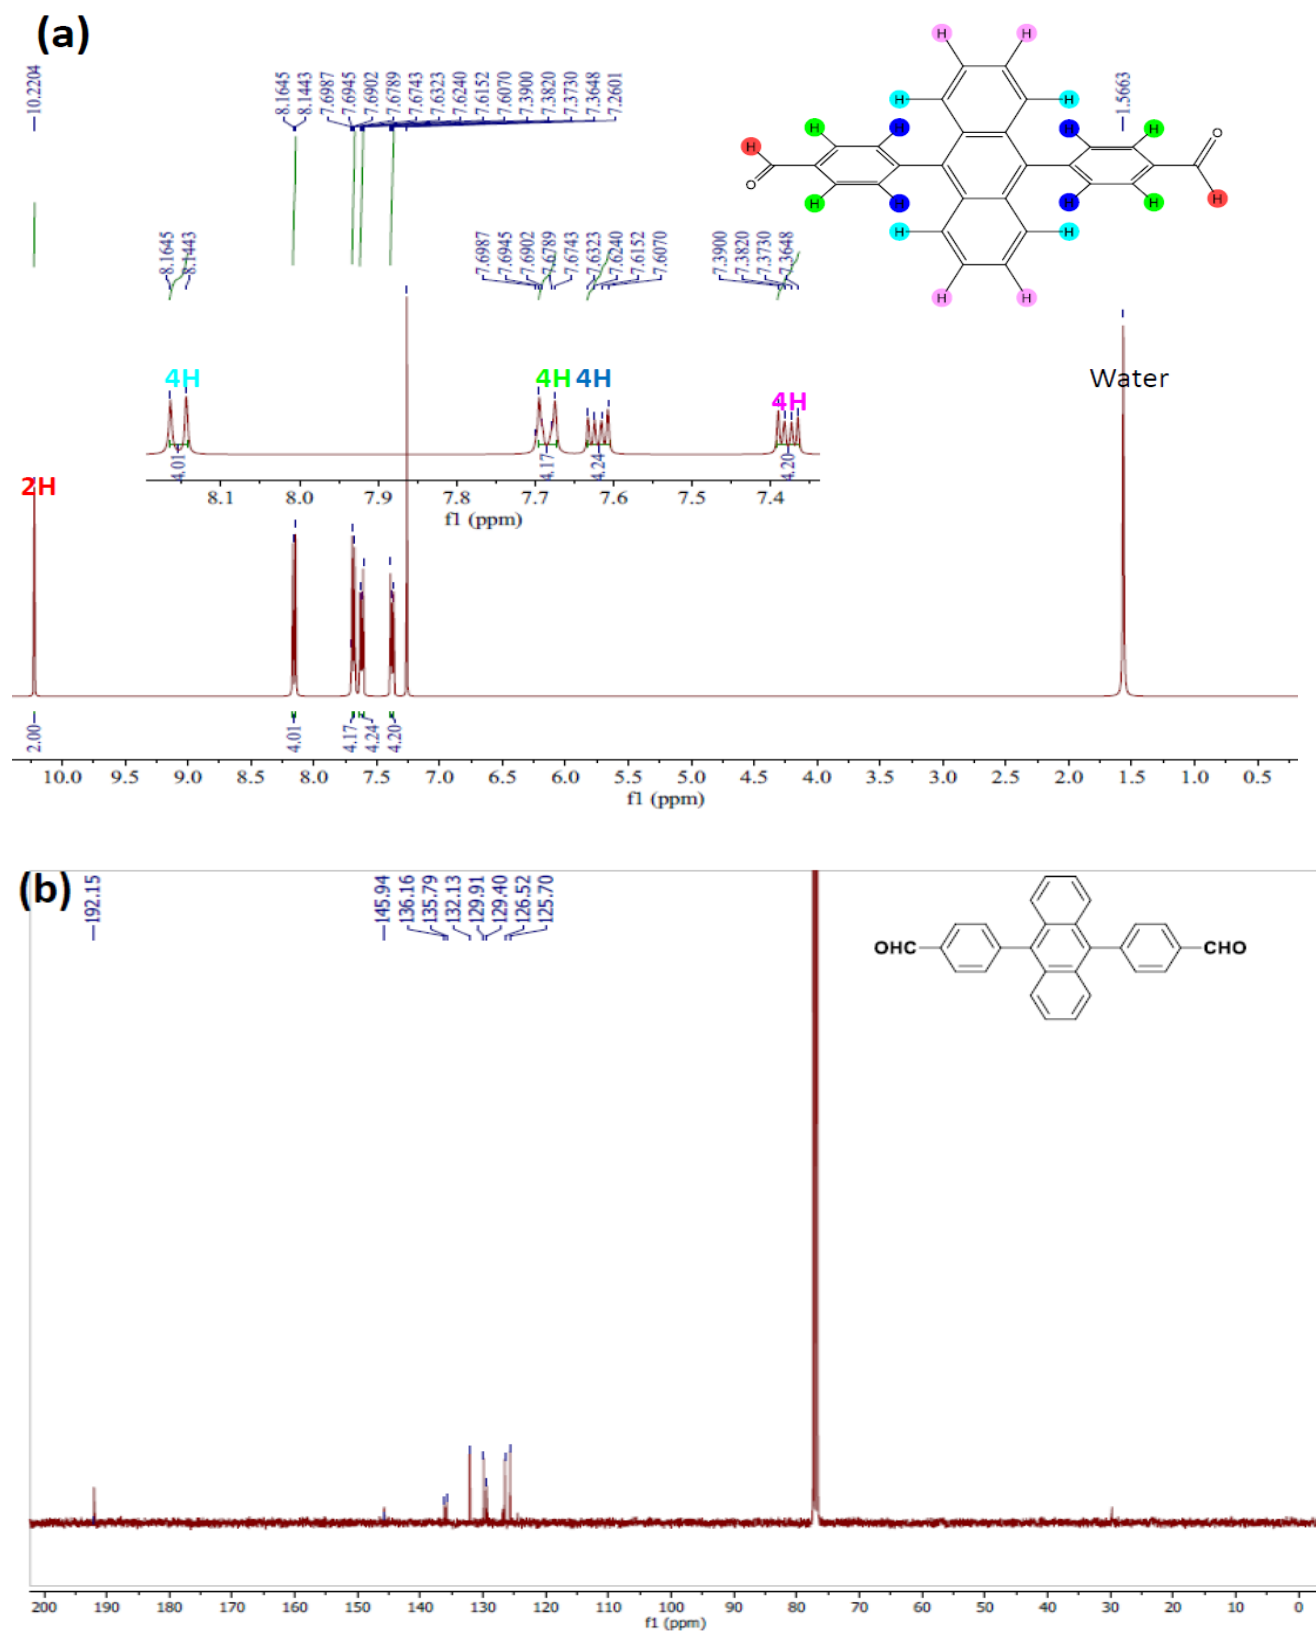 (a)
10.2204
8.1645
8.1443
7.6987
7.6945
7.6902
7.6789
7.6743
7.6323
7.6240
7.6152
7.6070
7.3900
7.3820
7.3730
7.3648
7.2601
1.5663
H H
H H
H H H H
H O
O H H H H H
H H
H H
8.1645
8.1443
7.6987
7.6945
7.6902
7.6789
7.6743
7.6323
7.6240
7.6152
7.6070
7.3900
7.3820
7.3730
7.3648
4H 4H 4H 4H
Water
4.01 4.17 4.24 4.20
8.1 8.0 7.9 7.8 7.7 7.6 7.5 7.4
f1 (ppm)
2H
2.00 4.01 4.17 4.24 4.20
10.0 9.5 9.0 8.5 8.0 7.5 7.0 6.5 6.0 5.5 5.0 4.5 4.0 3.5 3.0 2.5 2.0 1.5 1.0 0.5
f1 (ppm)
(b)
192.15
145.94
136.16
135.79
132.13
129.91
129.40
126.52
125.70
OHC CHO
200 190 180 170 160 150 140 130 120 110 100 90 80 70 60 50 40 30 20 10 0
f1 (ppm)